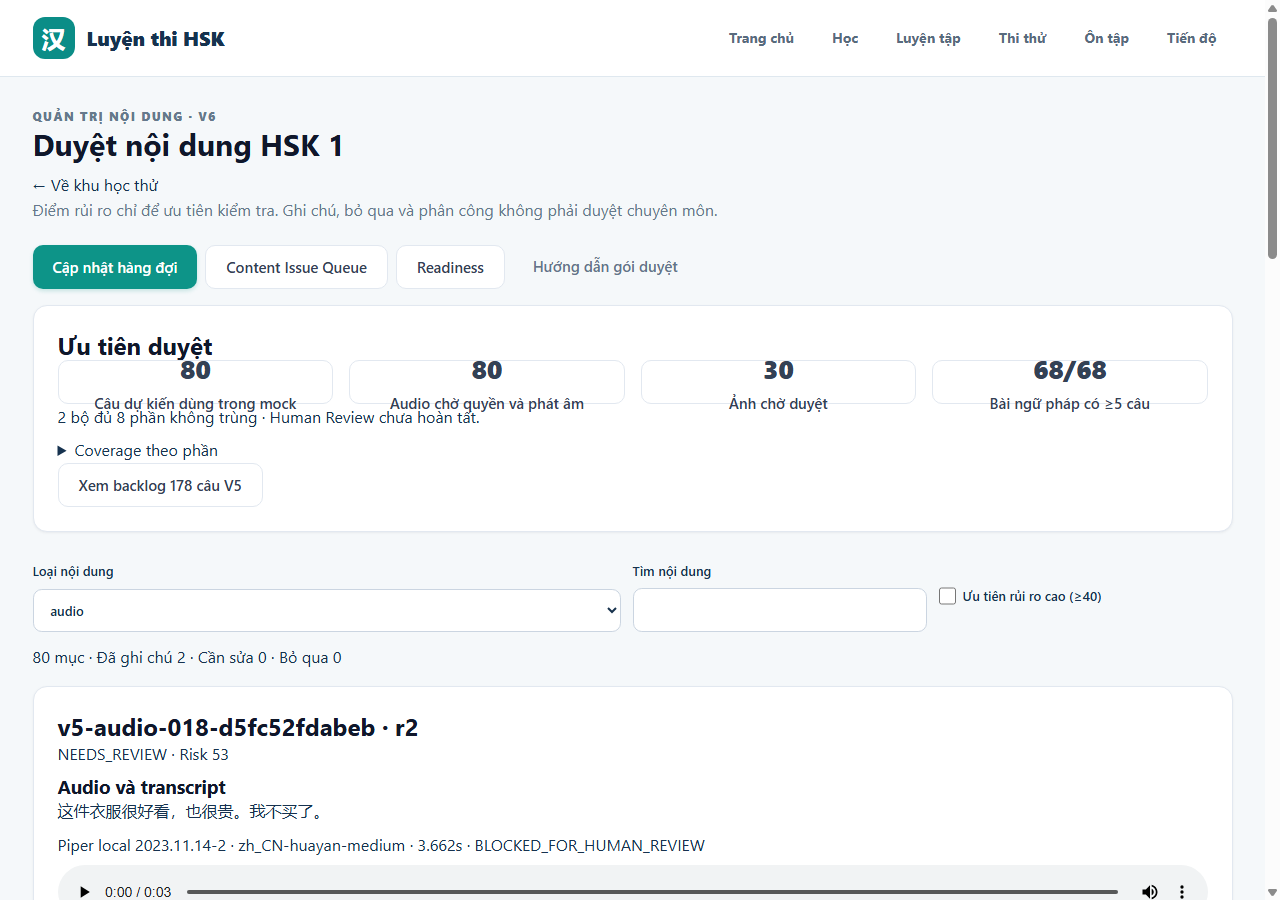 汉 Luyện thi HSK
Trang chủ Học Luyện tập Thi thử Ôn tập Tiến độ
QUẢN TRỊ NỘI DUNG · V6
Duyệt nội dung HSK 1
← Về khu học thử
Điểm rủi ro chỉ để ưu tiên kiểm tra. Ghi chú, bỏ qua và phân công không phải duyệt chuyên môn.
Cập nhật hàng đợi Content Issue Queue Readiness Hướng dẫn gói duyệt
Ưu tiên duyệt
80 80 30 68/68
Câu dự kiến dùng trong mock Audio chờ quyền và phát âm Ảnh chờ duyệt Bài ngữ pháp có ≥5 câu
2 bộ đủ 8 phần không trùng · Human Review chưa hoàn tất.
▶ Coverage theo phần
Xem backlog 178 câu V5
Loại nội dung Tìm nội dung
audio Ưu tiên rủi ro cao (≥40)
80 mục · Đã ghi chú 2 · Cần sửa 0 · Bỏ qua 0
v5-audio-018-d5fc52fdabeb · r2
NEEDS_REVIEW · Risk 53
Audio và transcript
这件衣服很好看，也很贵。我不买了。
Piper local 2023.11.14-2 · zh_CN-huayan-medium · 3.662s · BLOCKED_FOR_HUMAN_REVIEW
0:00 / 0:03